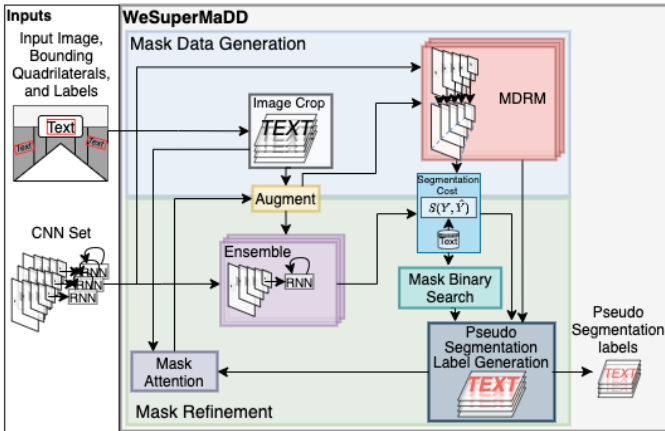 Inputs
WeSuperMaDD
Input Image,
Bounding
Quadrilaterals,
and Labels
Text
Text
Text
CNN Set
RNN
RNN
RNN
Mask Data Generation
Image Crop
TEXT
MDRM
Augment
Segmentation
Cost
S(Y, Ŷ)
Text
Ensemble
RNN
Mask Binary
Search
Pseudo
Segmentation
Label Generation
TEXT
Mask
Attention
Mask Refinement
Pseudo
Segmentation
labels
TEXT